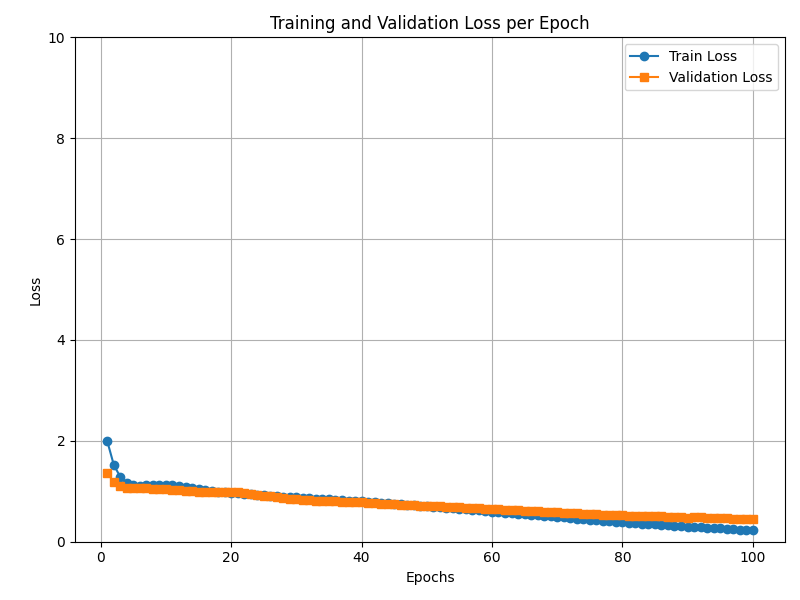 Training and Validation Loss per Epoch
10
8
6
4
2
0
Loss
Train Loss
Validation Loss
0 20 40 60 80 100
Epochs